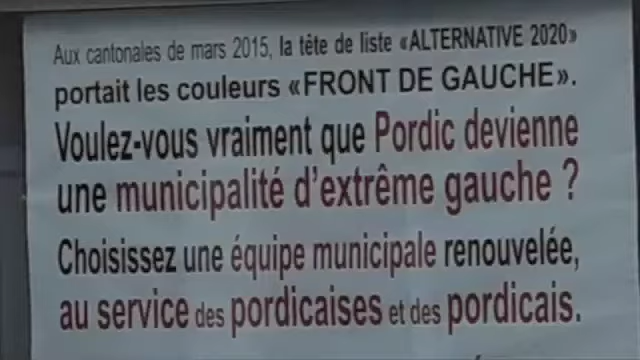 Aux cantonales de mars 2015, la tête de liste «ALTERNATIVE 2020»
portait les couleurs «FRONT DE GAUCHE».
Voulez-vous vraiment que Pordic devienne
une municipalité d'extrême gauche ?
Choisissez une équipe municipale renouvelée,
au service des pordicaises et des pordicais.